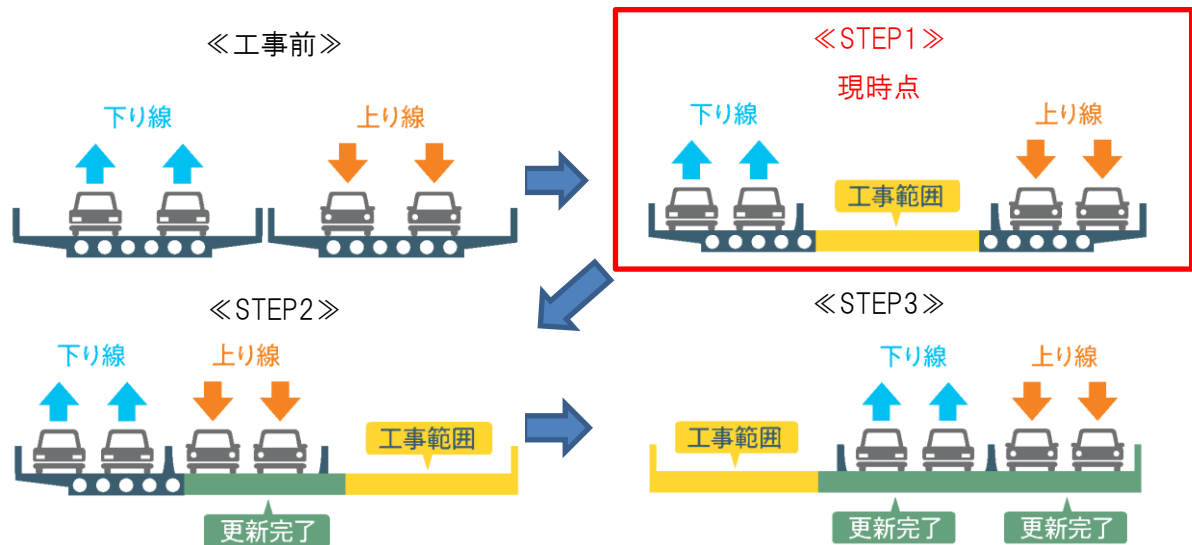 ≪工事前≫
下り線
上り線
≪STEP1≫
現時点
下り線
上り線
工事範囲
≪STEP2≫
下り線
上り線
工事範囲
更新完了
≪STEP3≫
下り線
上り線
工事範囲
更新完了
更新完了